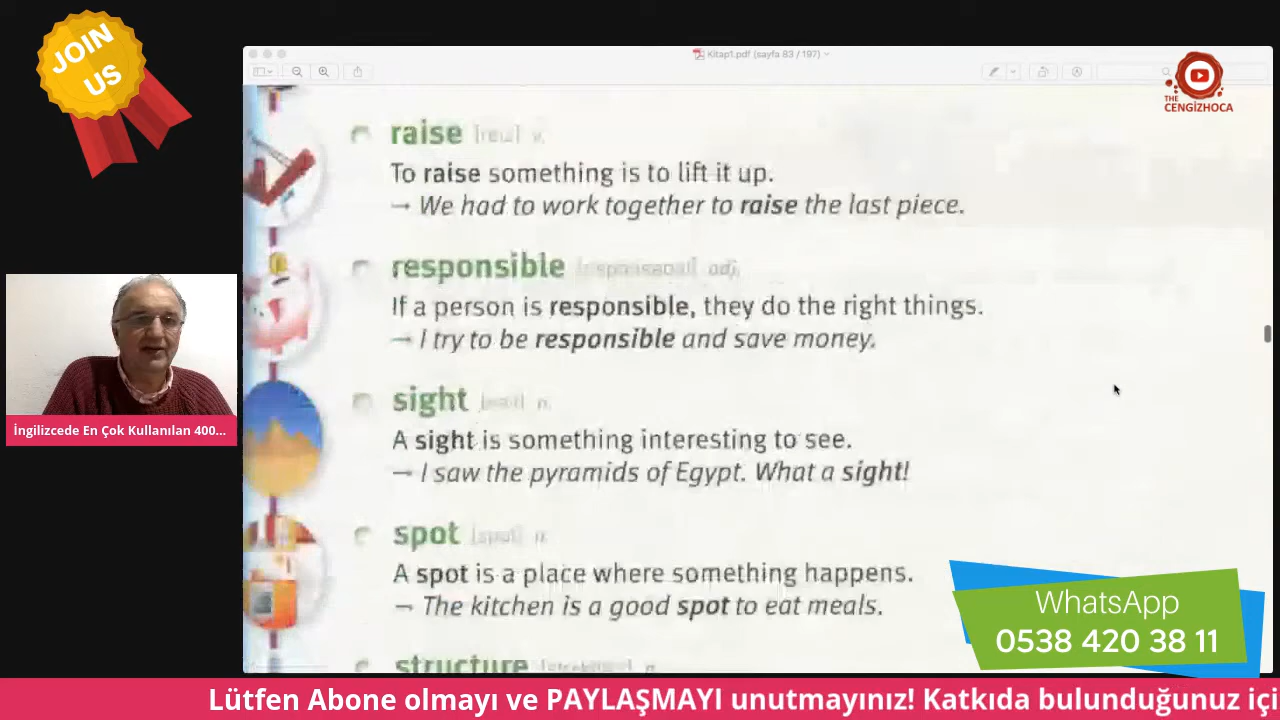 JOIN
US
Kitap1.pdf (sayfa 83 / 197)
THE
CENGİZHOCA
raise v.
To raise something is to lift it up.
→ We had to work together to raise the last piece.
responsible adj.
If a person is responsible, they do the right things.
→ I try to be responsible and save money.
sight n.
A sight is something interesting to see.
→ I saw the pyramids of Egypt. What a sight!
spot n.
A spot is a place where something happens.
→ The kitchen is a good spot to eat meals.
structure n.
İngilizcede En Çok Kullanılan 400...
WhatsApp
0538 420 38 11
Lütfen Abone olmayı ve PAYLAŞMAYI unutmayınız! Katkıda bulunduğunuz içi